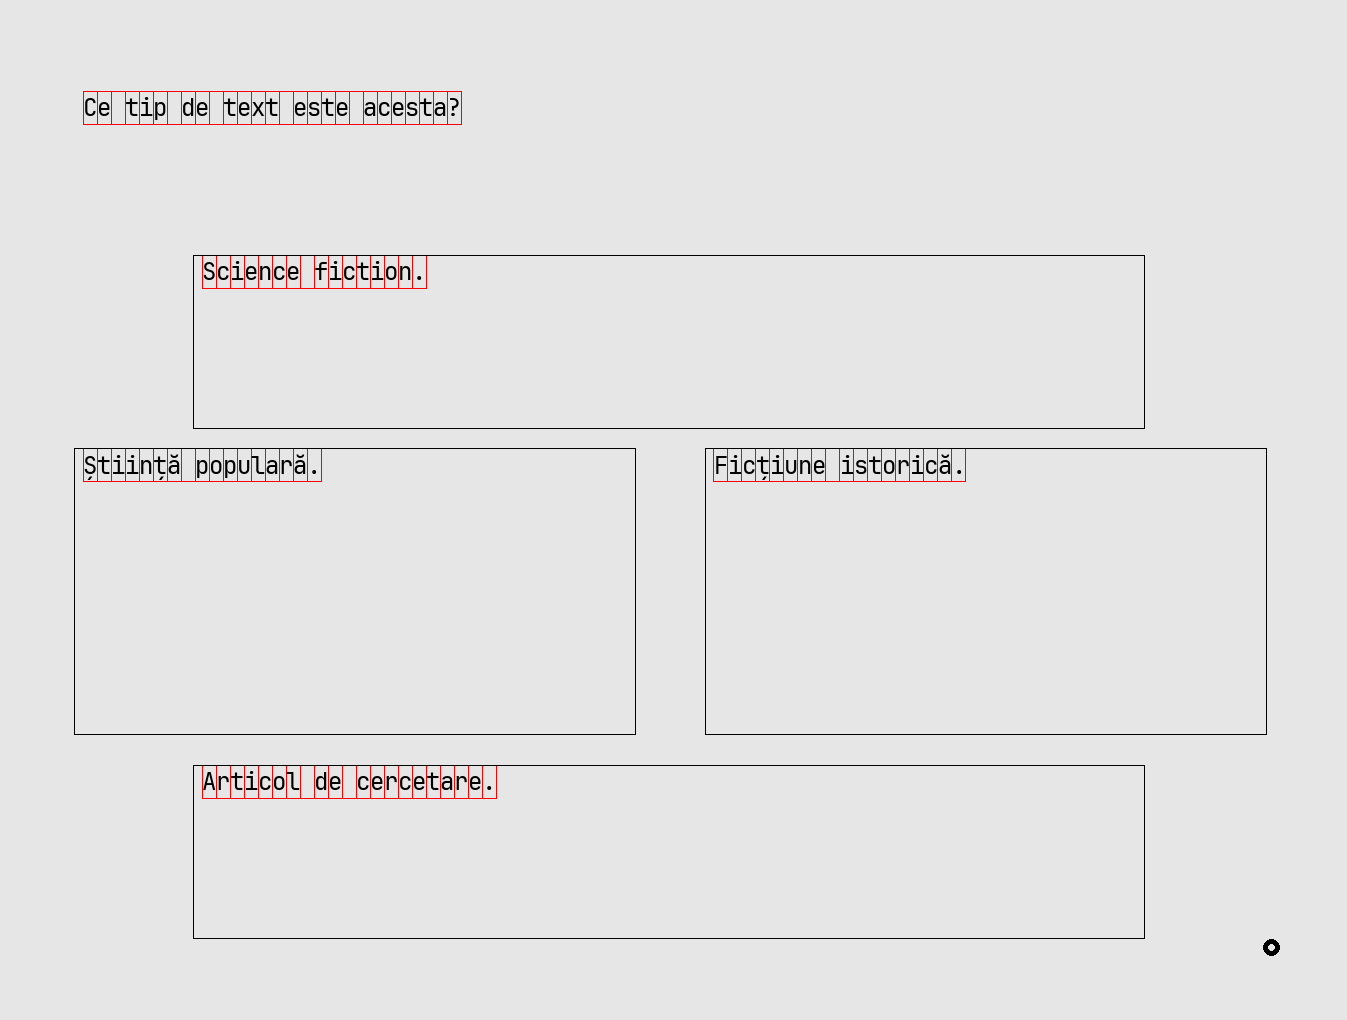 Ce tip de text este acesta?
Science fiction.
Știință populară.
Ficțiune istorică.
Articol de cercetare.